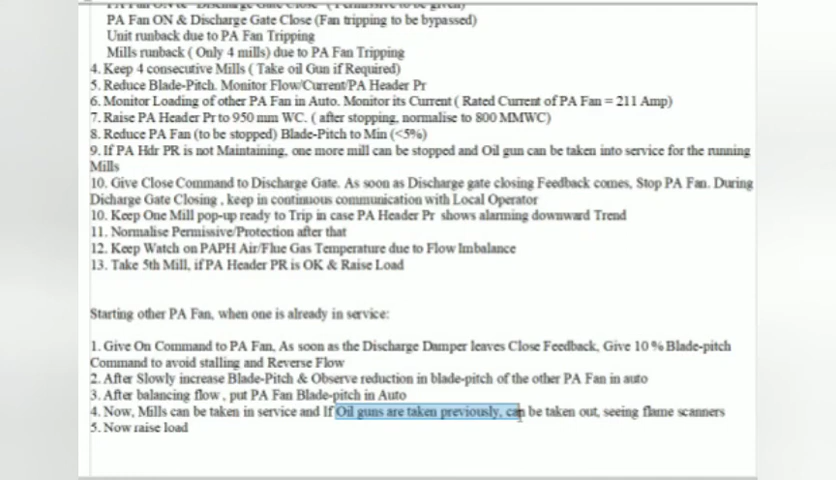 PA Fan ON & Discharge Gate Close (Fan tripping to be bypassed)
Unit runback due to PA Fan Tripping
Mills runback ( Only 4 mills) due to PA Fan Tripping
4. Keep 4 consecutive Mills ( Take oil Gun if Required)
5. Reduce Blade-Pitch. Monitor Flow/Current/PA Header Pr
6. Monitor Loading of other PA Fan in Auto. Monitor its Current ( Rated Current of PA Fan = 211 Amp)
7. Raise PA Header Pr to 950 mm WC. ( after stopping, normalise to 800 MMWC)
8. Reduce PA Fan (to be stopped) Blade-Pitch to Min (<5%)
9. If PA Hdr PR is not Maintaining, one more mill can be stopped and Oil gun can be taken into service for the running
Mills
10. Give Close Command to Discharge Gate. As soon as Discharge gate closing Feedback comes, Stop PA Fan. During
Dicharge Gate Closing , keep in continuous communication with Local Operator
10. Keep One Mill pop-up ready to Trip in case PA Header Pr shows alarming downward Trend
11. Normalise Permissive/Protection after that
12. Keep Watch on PAPH Air/Flue Gas Temperature due to Flow Imbalance
13. Take 5th Mill, if PA Header PR is OK & Raise Load
Starting other PA Fan, when one is already in service:
1. Give On Command to PA Fan, As soon as the Discharge Damper leaves Close Feedback, Give 10 % Blade-pitch
Command to avoid stalling and Reverse Flow
2. After Slowly increase Blade-Pitch & Observe reduction in blade-pitch of the other PA Fan in auto
3. After balancing flow , put PA Fan Blade-pitch in Auto
4. Now, Mills can be taken in service and If Oil guns are taken previously, can be taken out, seeing flame scanners
5. Now raise load